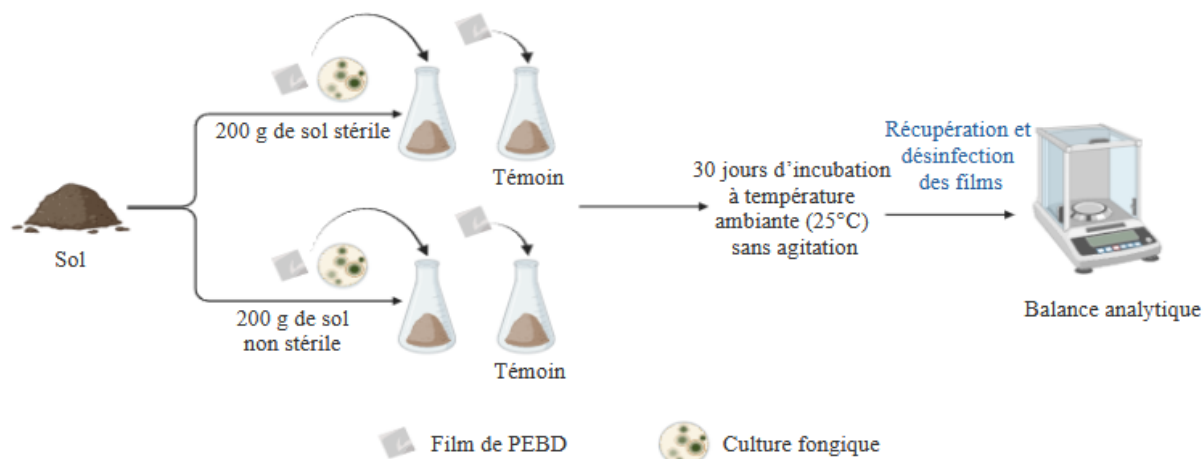 200 g de sol stérile
Témoin
Sol
200 g de sol
non stérile
Témoin
30 jours d’incubation
à température
ambiante (25°C)
sans agitation
Récupération et
désinfection
des films
Balance analytique
Film de PEBD
Culture fongique